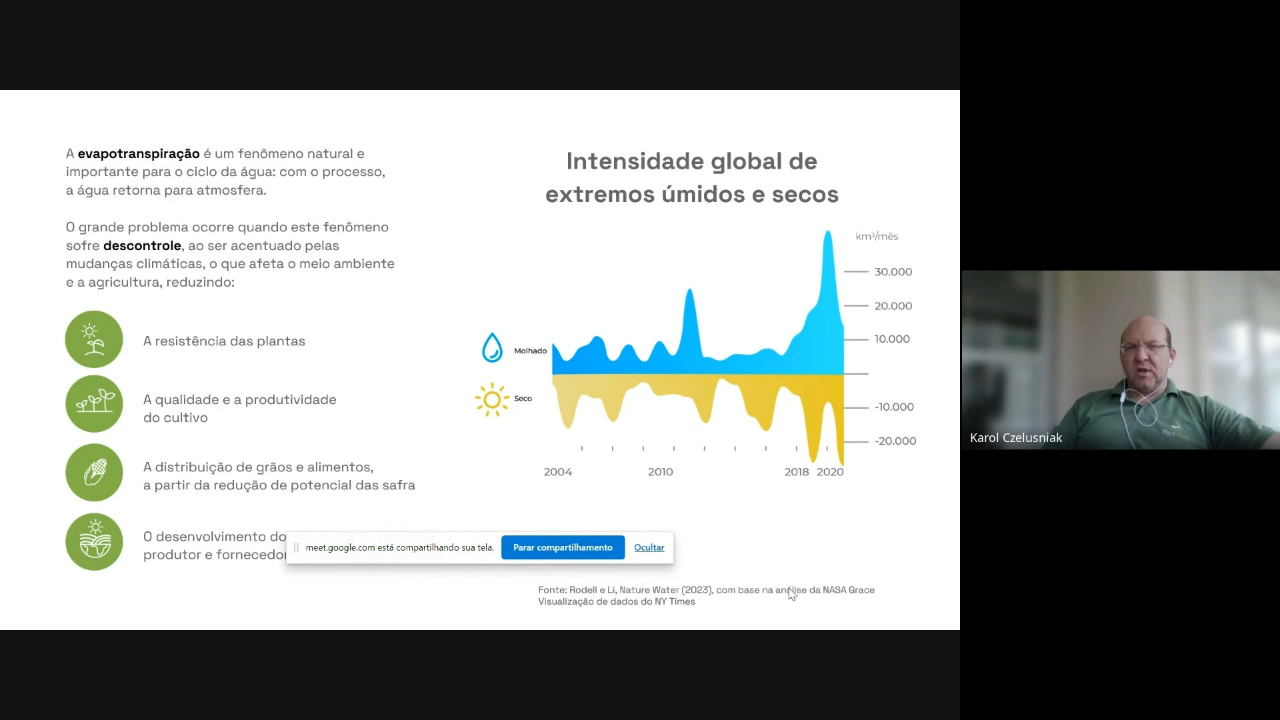 A evapotranspiração é um fenômeno natural e
importante para o ciclo da água: com o processo,
a água retorna para atmosfera.
O grande problema ocorre quando este fenômeno
sofre descontrole, ao ser acentuado pelas
mudanças climáticas, o que afeta o meio ambiente
e a agricultura, reduzindo:
A resistência das plantas
A qualidade e a produtividade
do cultivo
A distribuição de grãos e alimentos,
a partir da redução de potencial das safra
O desenvolvimento do
produtor e fornecedor
Intensidade global de
extremos úmidos e secos
km³/mês
30.000
20.000
10.000
-10.000
-20.000
Molhado
Seco
2004 2010 2018 2020
meet.google.com está compartilhando sua tela. Parar compartilhamento Ocultar
Fonte: Rodell e Li, Nature Water (2023), com base na análise da NASA Grace
Visualização de dados do NY Times
Karol Czelusniak